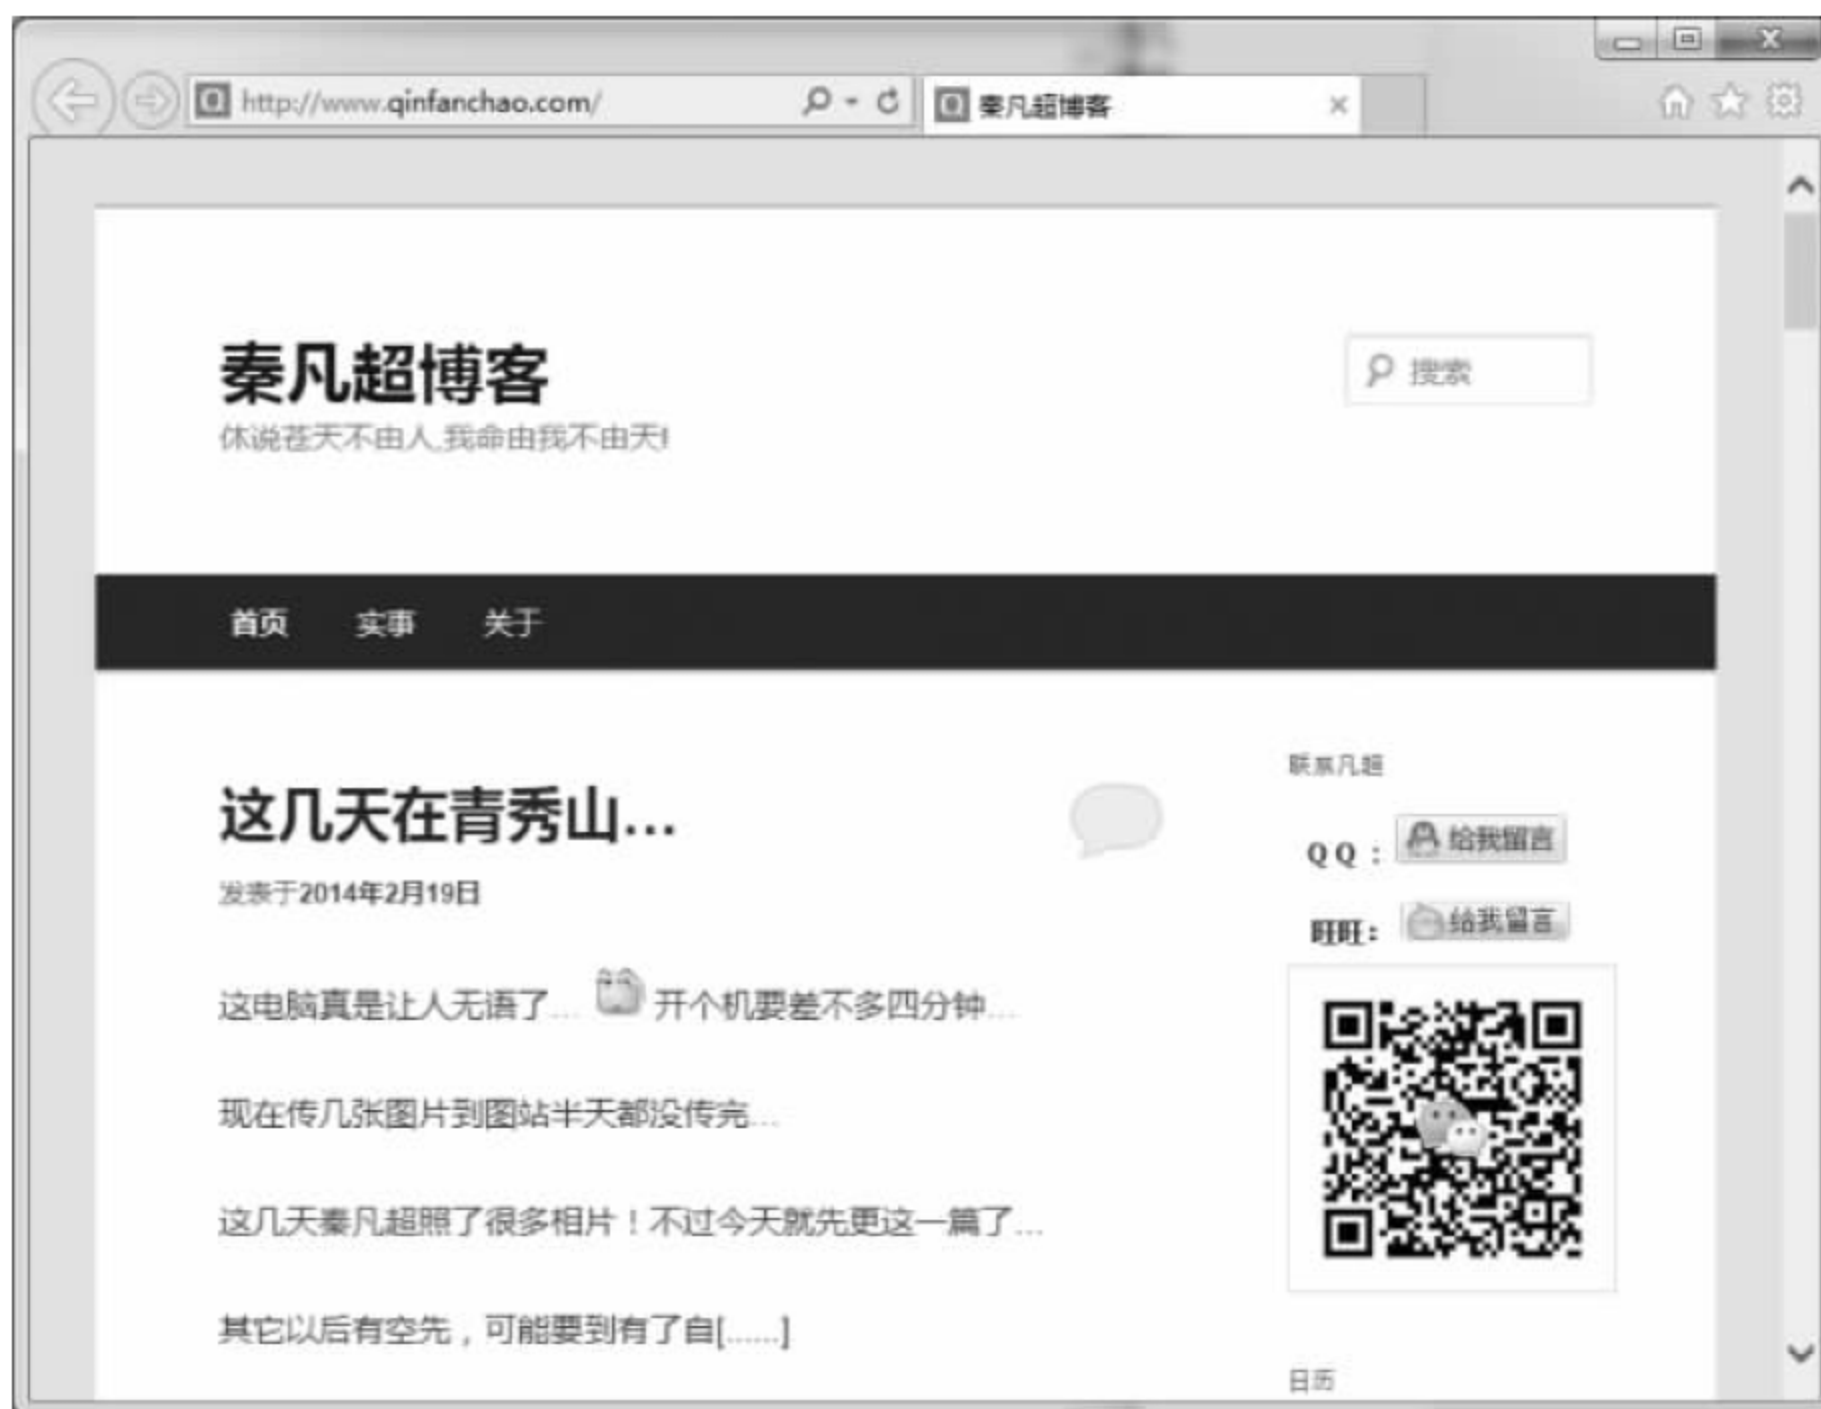 http://www.qinfanchao.com/
秦凡超博客
秦凡超博客
搜索
休说苍天不由人,我命由我不由天!
首页 实事 关于
这几天在青秀山...
发表于2014年2月19日
这电脑真是让人无语了... 开个机要差不多四分钟...
现在传几张图片到图站半天都没传完...
这几天秦凡超照了很多相片！不过今天就先更这一篇了...
其它以后有空先，可能要到有了自[......]
联系凡超
QQ： 给我留言
旺旺： 给我留言
日历